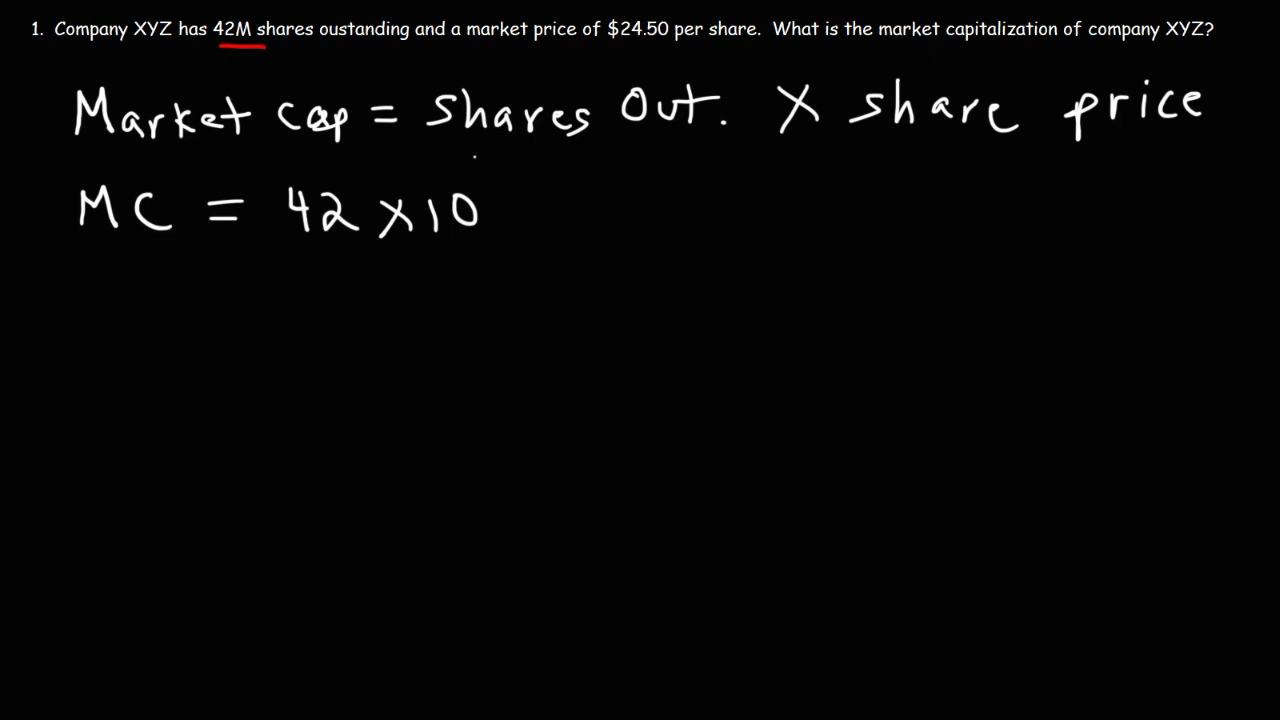 1. Company XYZ has 42M shares oustanding and a market price of $24.50 per share. What is the market capitalization of company XYZ?
Market cap = shares Out. X share price
MC = 42 x 10